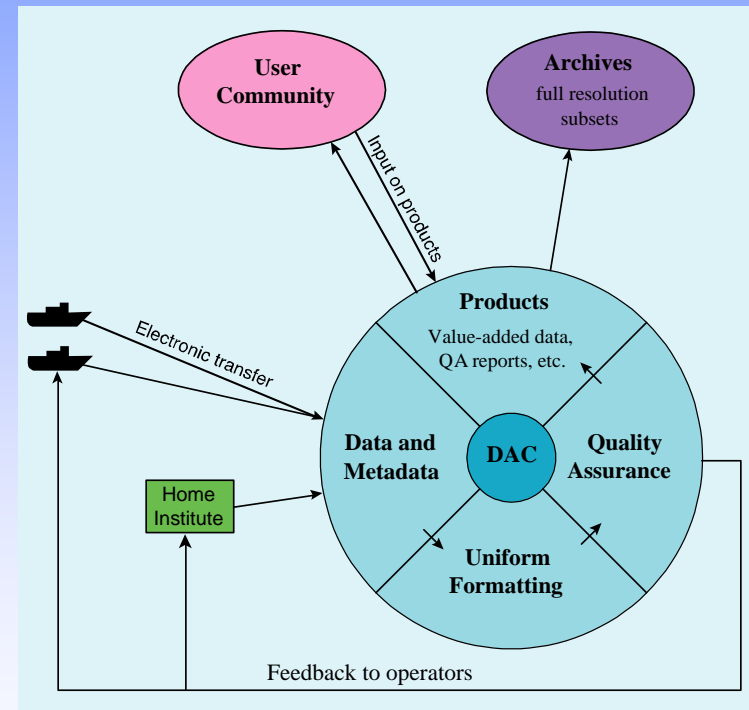 User
Community
Archives
full resolution
subsets
Input on products
Products
Value-added data,
QA reports, etc.
Electronic transfer
Data and
Metadata
DAC
Quality
Assurance
Home
Institute
Uniform
Formatting
Feedback to operators